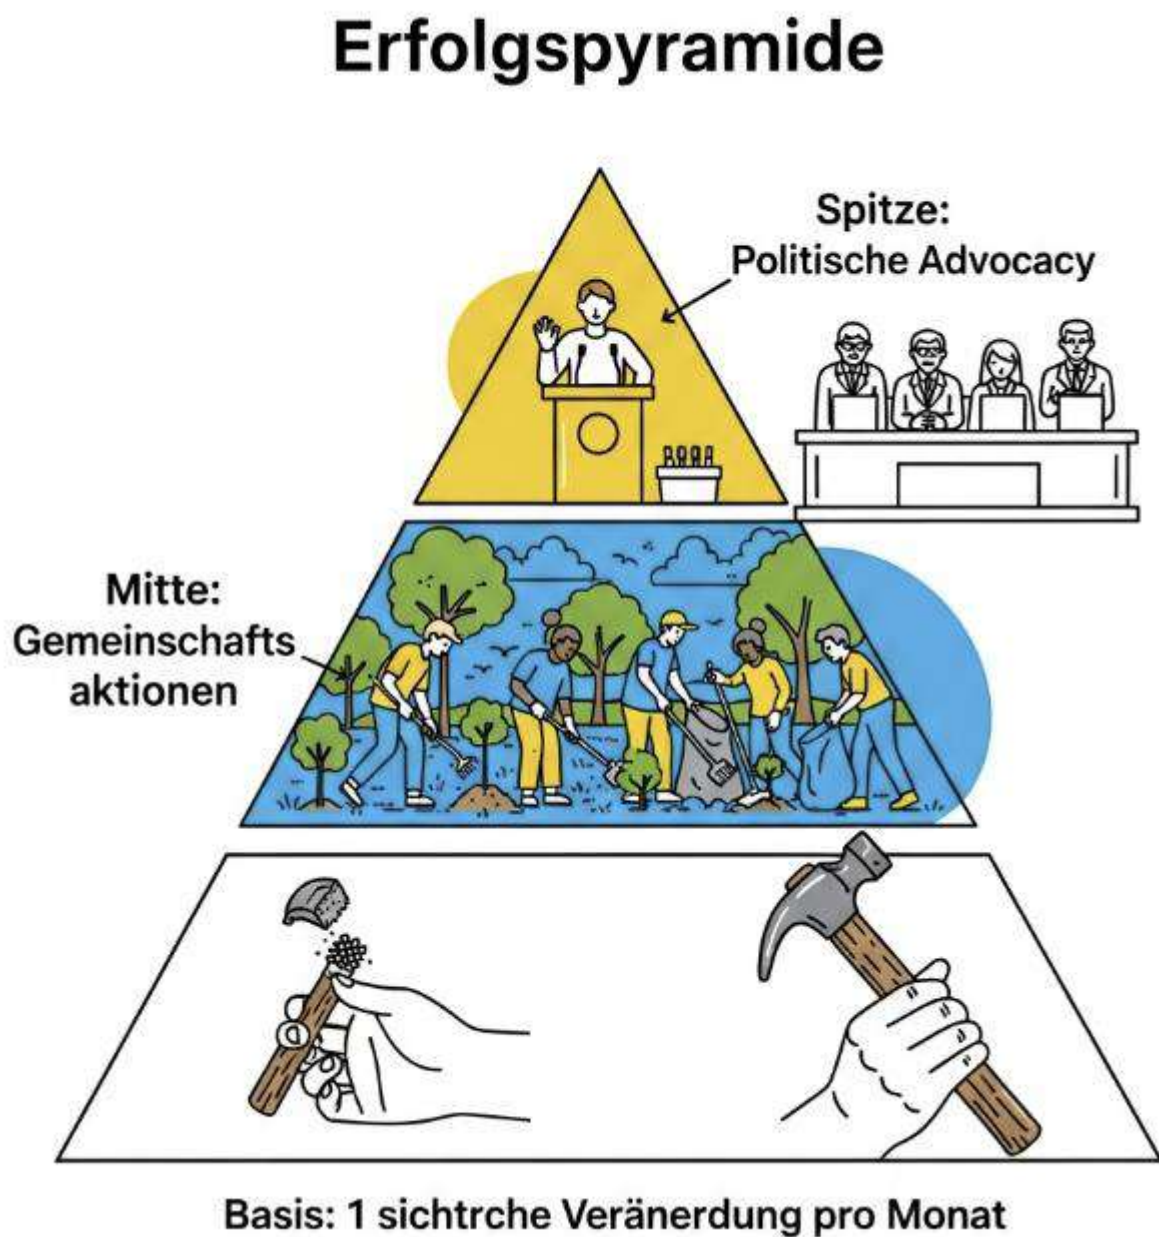 Erfolgspyramide
Spitze:
Politische Advocacy
Mitte:
Gemeinschafts
aktionen
Basis: 1 sichtrche Veränerdung pro Monat